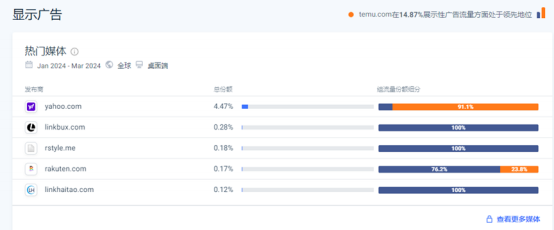 显示广告
temu.com在14.87%展示性广告流量方面处于领先地位
热门媒体
Jan 2024 - Mar 2024 全球 桌面端
发布商 总份额 组流量份额细分
yahoo.com 4.47% 91.1%
linkbux.com 0.28% 100%
rstyle.me 0.18% 100%
rakuten.com 0.17% 76.2% 23.8%
linkhaitao.com 0.12% 100%
查看更多媒体